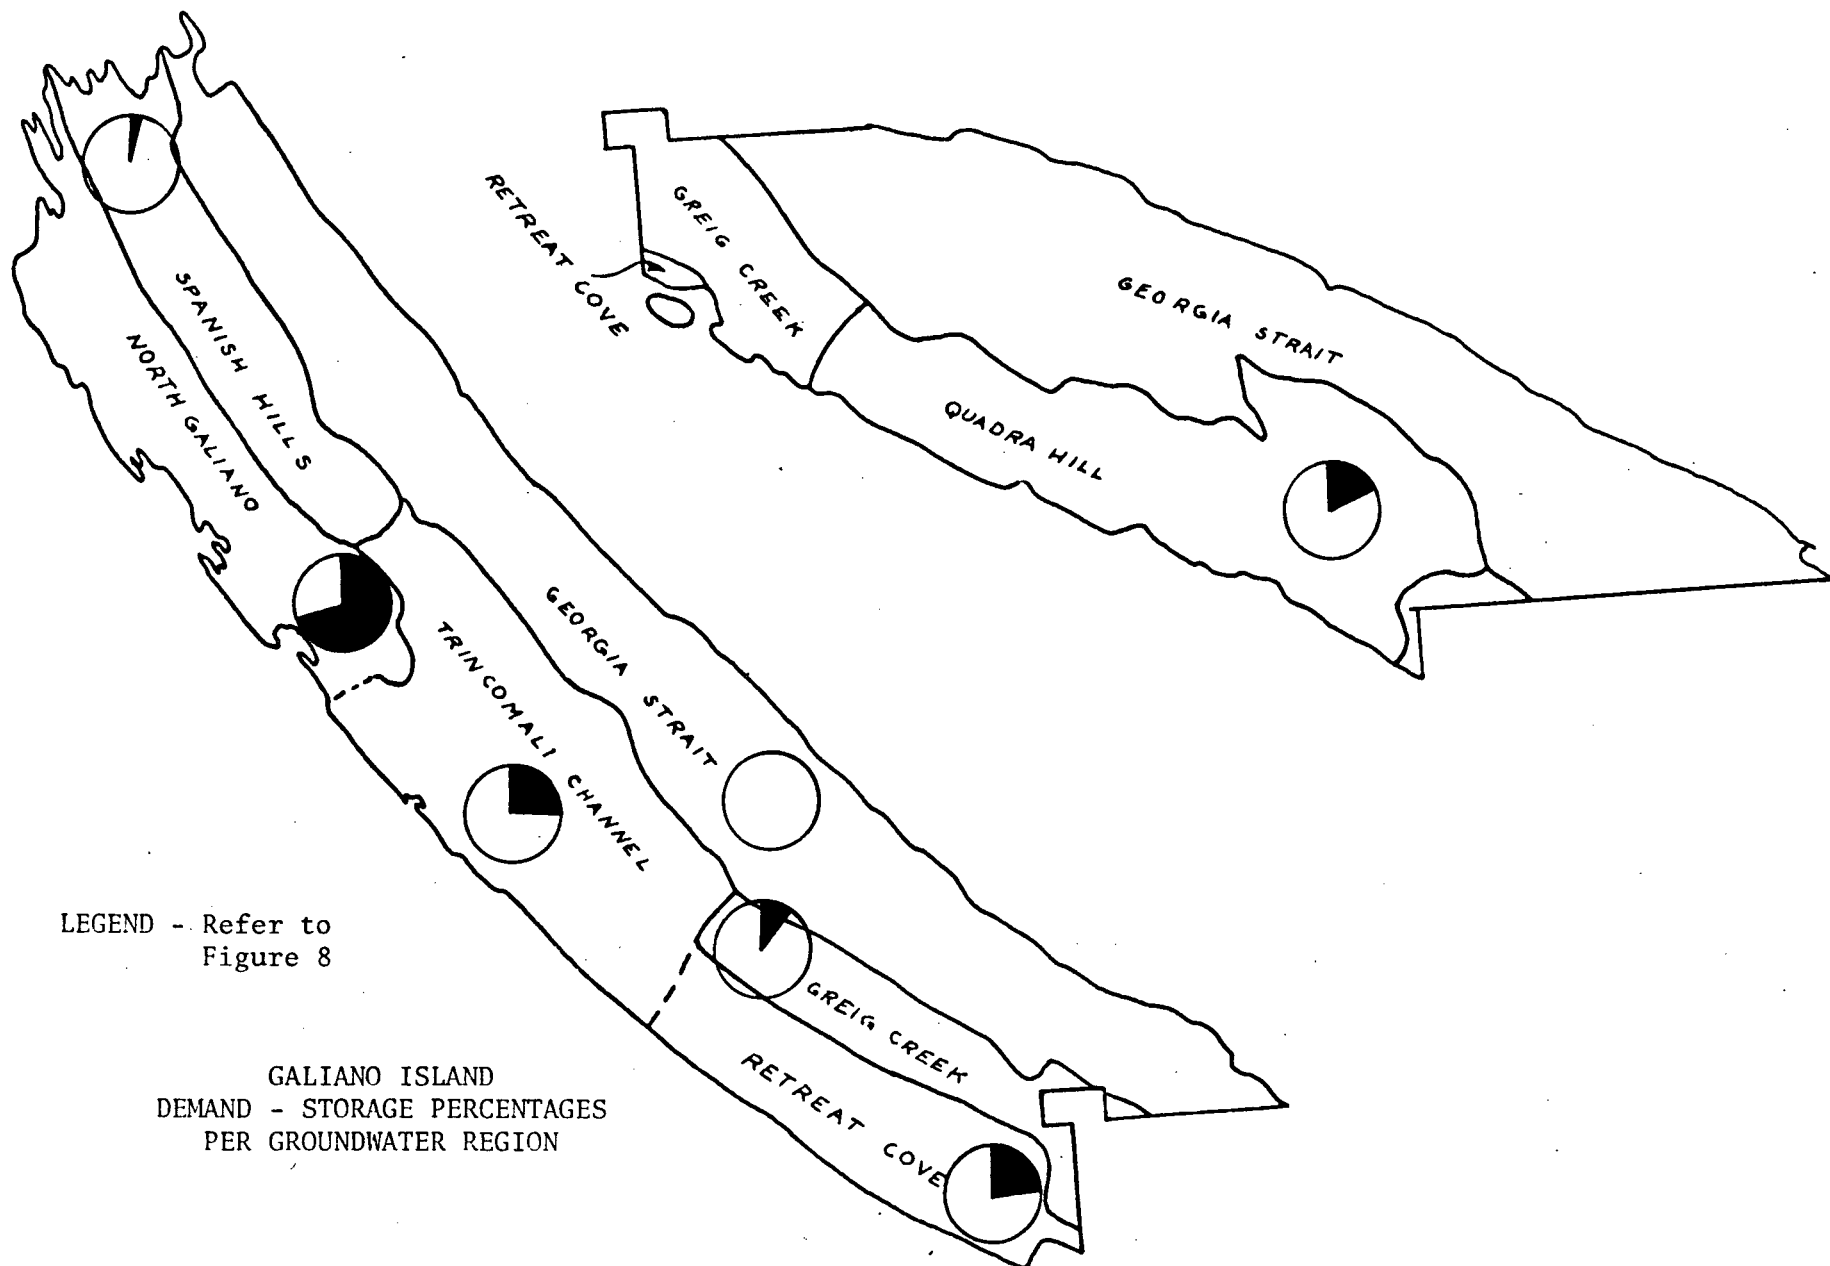 RETREAT COVE
GREIG CREEK
GEORGIA STRAIT
QUADRA HILL
SPANISH HILLS
NORTH GALIANO
TRINCOMALI CHANNEL
GEORGIA STRAIT
GREIG CREEK
RETREAT COVE
LEGEND - Refer to
Figure 8
GALIANO ISLAND
DEMAND - STORAGE PERCENTAGES
PER GROUNDWATER REGION